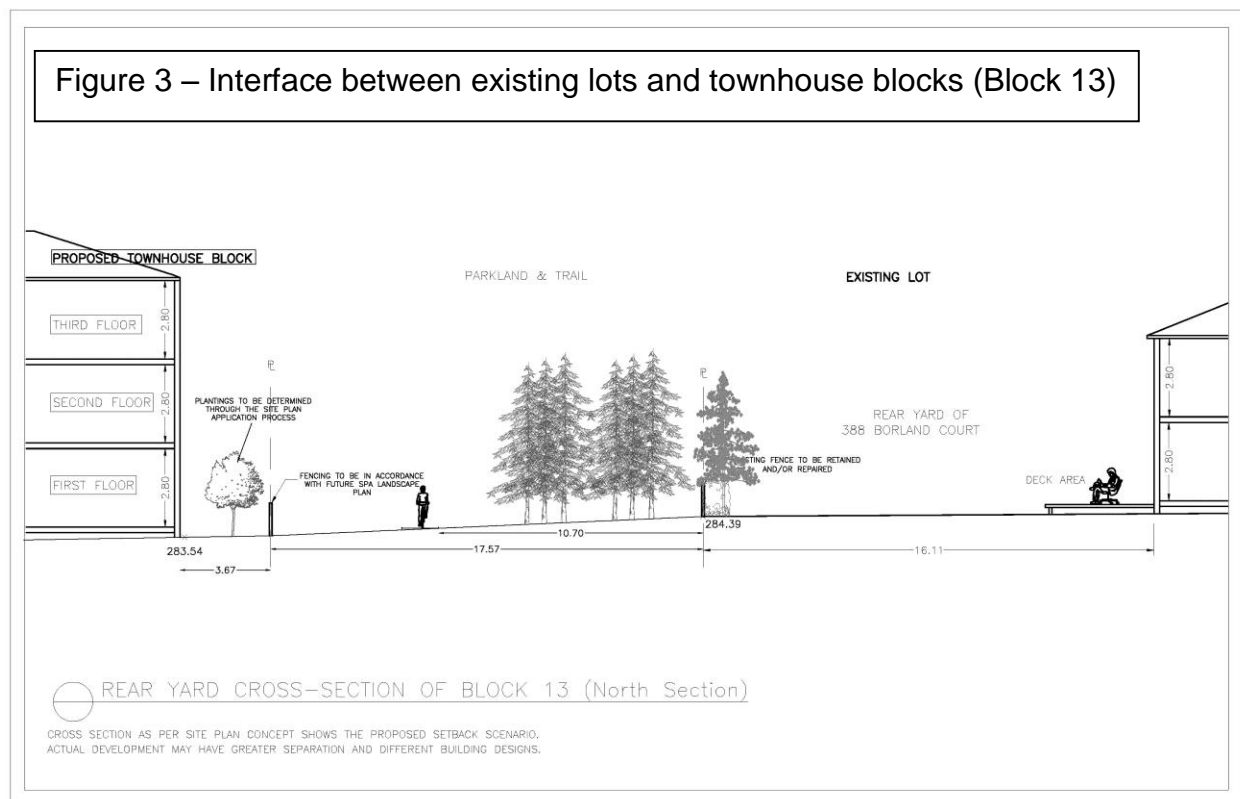 Figure 3 – Interface between existing lots and townhouse blocks (Block 13)
PROPOSED TOWNHOUSE BLOCK
PARKLAND & TRAIL
EXISTING LOT
THIRD FLOOR
2.80
SECOND FLOOR
2.80
FIRST FLOOR
2.80
PLANTINGS TO BE DETERMINED
THROUGH THE SITE PLAN
APPLICATION PROCESS
PL
FENCING TO BE IN ACCORDANCE
WITH FUTURE SPA LANDSCAPE
PLAN
PL
TING FENCE TO BE RETAINED
AND/OR REPAIRED
REAR YARD OF
388 BORLAND COURT
DECK AREA
2.80
2.80
283.54
3.67
17.57
10.70
284.39
16.11
REAR YARD CROSS-SECTION OF BLOCK 13 (North Section)
CROSS SECTION AS PER SITE PLAN CONCEPT SHOWS THE PROPOSED SETBACK SCENARIO.
ACTUAL DEVELOPMENT MAY HAVE GREATER SEPARATION AND DIFFERENT BUILDING DESIGNS.